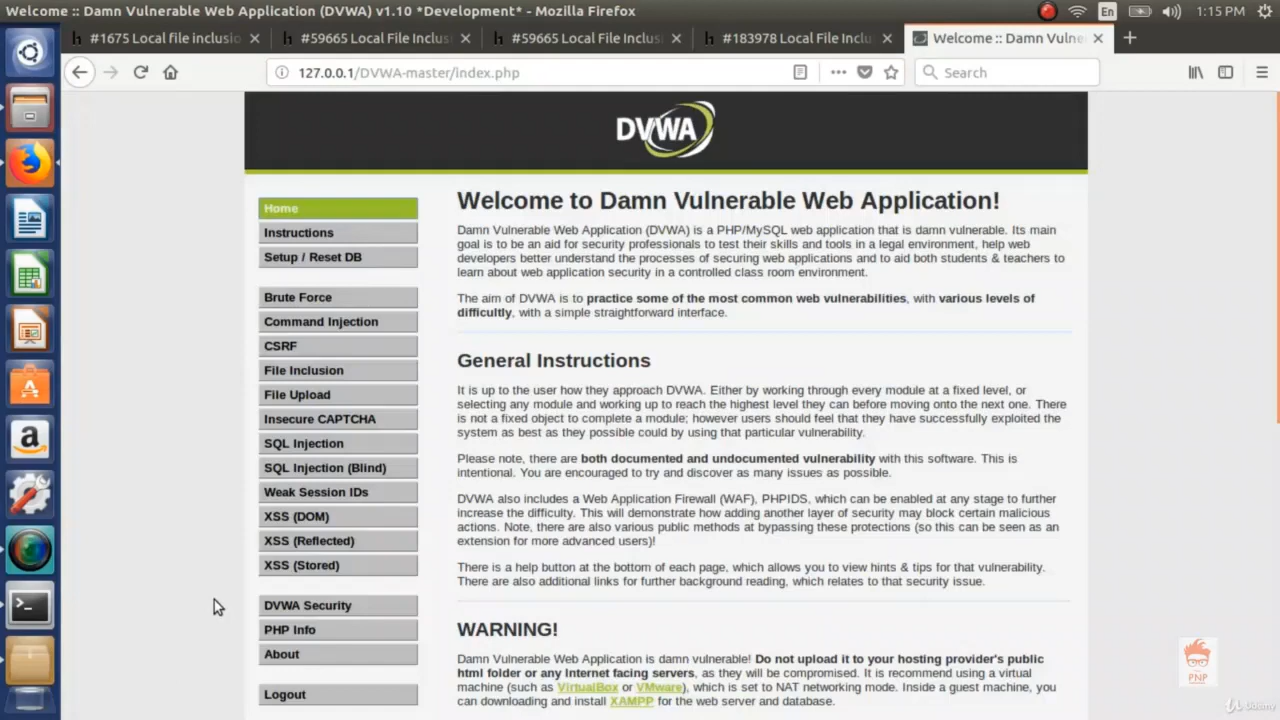 Welcome :: Damn Vulnerable Web Application (DVWA) v1.10 *Development* - Mozilla Firefox
En
1:15 PM
#1675 Local file inclusio
#59665 Local File Inclus
#59665 Local File Inclus
#183978 Local File Inclu
Welcome :: Damn Vulne
127.0.0.1/DVWA-master/index.php
Search
DVWA
Home
Instructions
Setup / Reset DB
Brute Force
Command Injection
CSRF
File Inclusion
File Upload
Insecure CAPTCHA
SQL Injection
SQL Injection (Blind)
Weak Session IDs
XSS (DOM)
XSS (Reflected)
XSS (Stored)
DVWA Security
PHP Info
About
Logout
Welcome to Damn Vulnerable Web Application!
Damn Vulnerable Web Application (DVWA) is a PHP/MySQL web application that is damn vulnerable. Its main
goal is to be an aid for security professionals to test their skills and tools in a legal environment, help web
developers better understand the processes of securing web applications and to aid both students & teachers to
learn about web application security in a controlled class room environment.
The aim of DVWA is to practice some of the most common web vulnerabilities, with various levels of
difficultly, with a simple straightforward interface.
General Instructions
It is up to the user how they approach DVWA. Either by working through every module at a fixed level, or
selecting any module and working up to reach the highest level they can before moving onto the next one. There
is not a fixed object to complete a module; however users should feel that they have successfully exploited the
system as best as they possible could by using that particular vulnerability.
Please note, there are both documented and undocumented vulnerability with this software. This is
intentional. You are encouraged to try and discover as many issues as possible.
DVWA also includes a Web Application Firewall (WAF), PHPIDS, which can be enabled at any stage to further
increase the difficulty. This will demonstrate how adding another layer of security may block certain malicious
actions. Note, there are also various public methods at bypassing these protections (so this can be seen as an
extension for more advanced users)!
There is a help button at the bottom of each page, which allows you to view hints & tips for that vulnerability.
There are also additional links for further background reading, which relates to that security issue.
WARNING!
Damn Vulnerable Web Application is damn vulnerable! Do not upload it to your hosting provider's public
html folder or any Internet facing servers, as they will be compromised. It is recommend using a virtual
machine (such as VirtualBox or VMware), which is set to NAT networking mode. Inside a guest machine, you
can downloading and install XAMPP for the web server and database.
PNP
Udemy